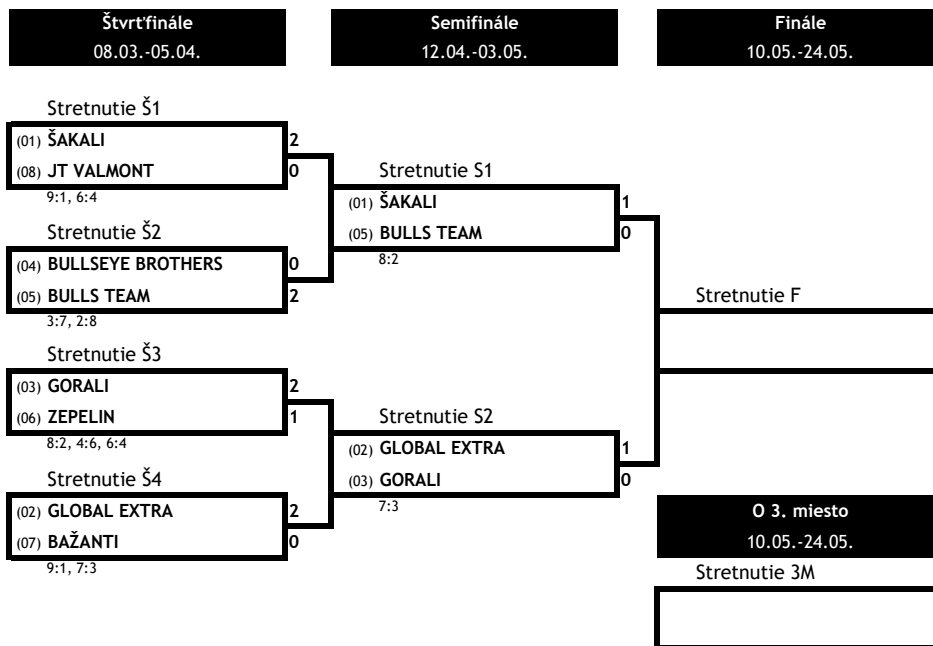 Štvrťfinále
08.03.-05.04.
Semifinále
12.04.-03.05.
Finále
10.05.-24.05.
Stretnutie Š1
(01) ŠAKALI 2
(08) JT VALMONT 0
9:1, 6:4
Stretnutie Š2
(04) BULLSEYE BROTHERS 0
(05) BULLS TEAM 2
3:7, 2:8
Stretnutie Š3
(03) GORALI 2
(06) ZEPELIN 1
8:2, 4:6, 6:4
Stretnutie Š4
(02) GLOBAL EXTRA 2
(07) BAŽANTI 0
9:1, 7:3
Stretnutie S1
(01) ŠAKALI 1
(05) BULLS TEAM 0
8:2
Stretnutie S2
(02) GLOBAL EXTRA 1
(03) GORALI 0
7:3
Stretnutie F
O 3. miesto
10.05.-24.05.
Stretnutie 3M